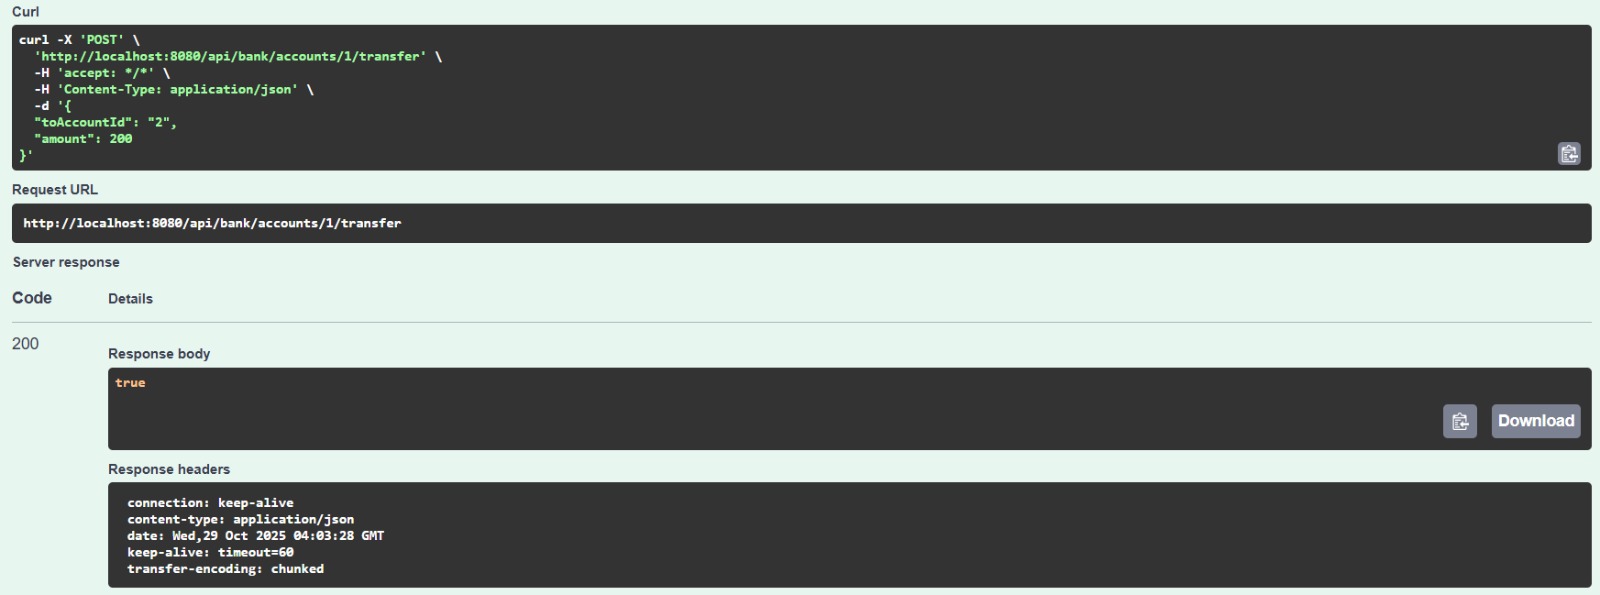 Curl
curl -X 'POST' \
  'http://localhost:8080/api/bank/accounts/1/transfer' \
  -H 'accept: */*' \
  -H 'Content-Type: application/json' \
  -d '{
  "toAccountId": "2",
  "amount": 200
}'
Request URL
http://localhost:8080/api/bank/accounts/1/transfer
Server response
Code Details
200
Response body
true
Download
Response headers
connection: keep-alive
content-type: application/json
date: Wed,29 Oct 2025 04:03:28 GMT
keep-alive: timeout=60
transfer-encoding: chunked